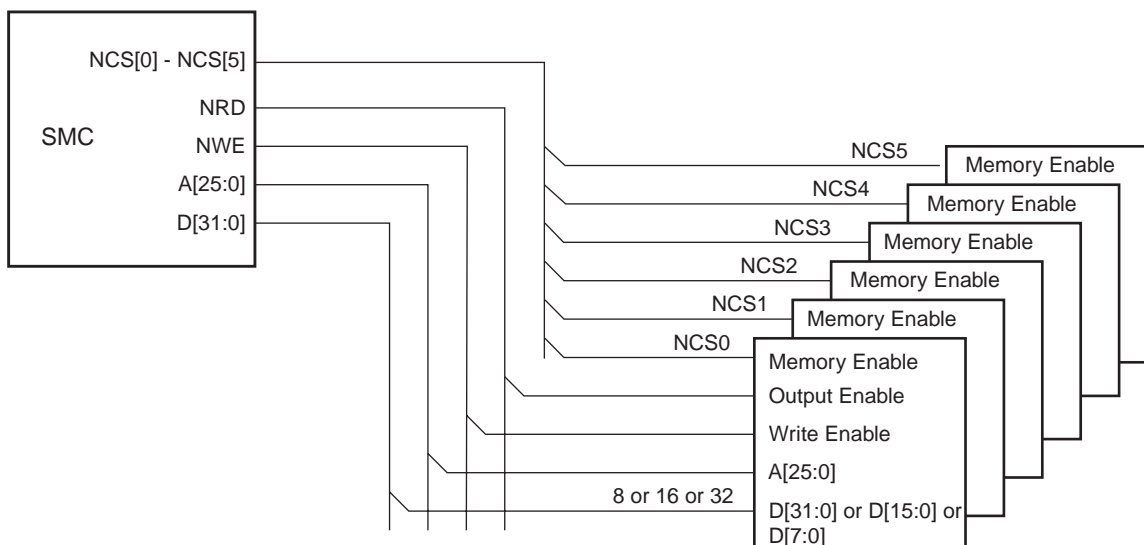 NCS[0] - NCS[5]
NRD
SMC
NWE
A[25:0]
D[31:0]
NCS5
Memory Enable
NCS4
Memory Enable
NCS3
Memory Enable
NCS2
Memory Enable
NCS1
Memory Enable
NCS0
Memory Enable
Output Enable
Write Enable
A[25:0]
8 or 16 or 32
D[31:0] or D[15:0] or
D[7:0]